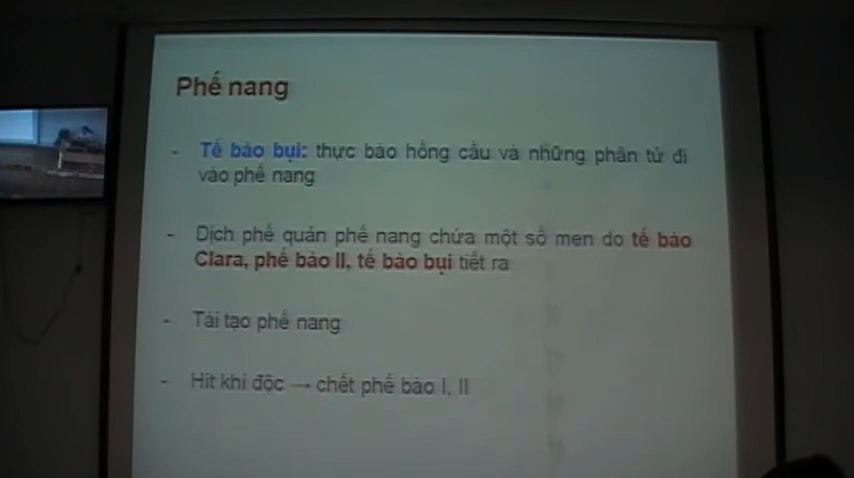 Phế nang
- Tế bào bụi: thực bào hồng cầu và những phân tử đi
vào phế nang
- Dịch phế quản phế nang chứa một số men do tế bào
Clara, phế bào II, tế bào bụi tiết ra
- Tái tạo phế nang
- Hít khí độc → chết phế bào I, II